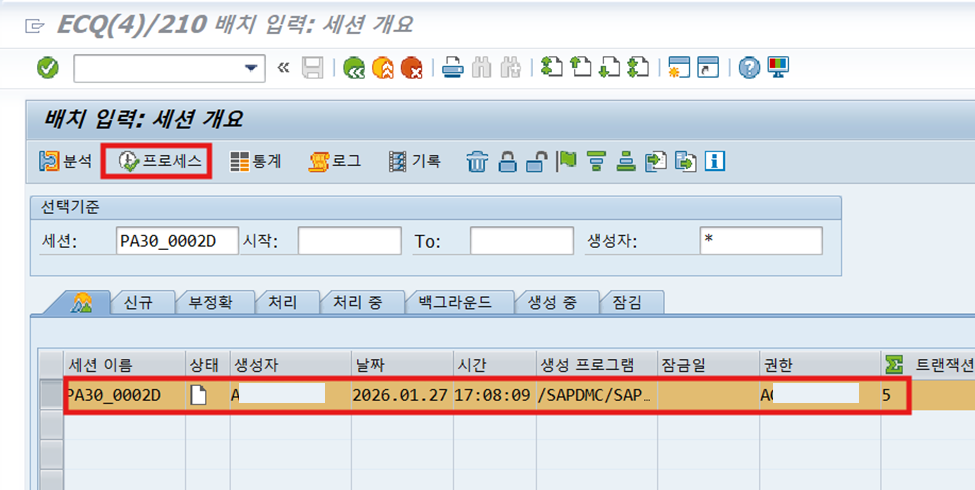 ECQ(4)/210 배치 입력: 세션 개요
배치 입력: 세션 개요
분석 프로세스 통계 로그 기록
선택기준
세션: PA30_0002D 시작: To: 생성자: *
신규 부정확 처리 처리 중 백그라운드 생성 중 잠김
세션 이름 상태 생성자 날짜 시간 생성 프로그램 잠금일 권한 트랜잭션
PA30_0002D A 2026.01.27 17:08:09 /SAPDMC/SAP… 5